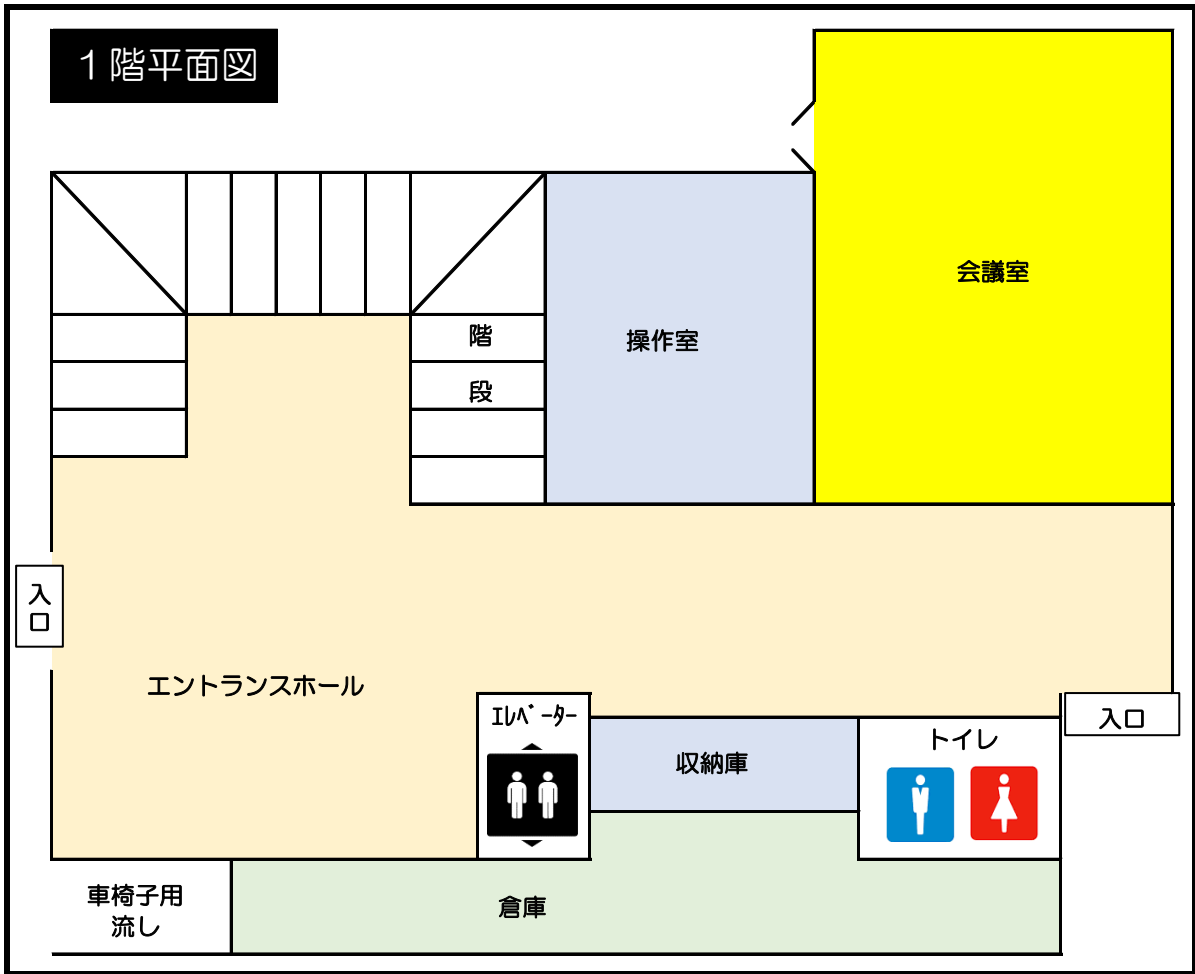 １階平面図
会議室
階
段
操作室
入
口
エントランスホール
ｴﾚﾍﾞｰﾀｰ
収納庫
トイレ
入口
車椅子用
流し
倉庫